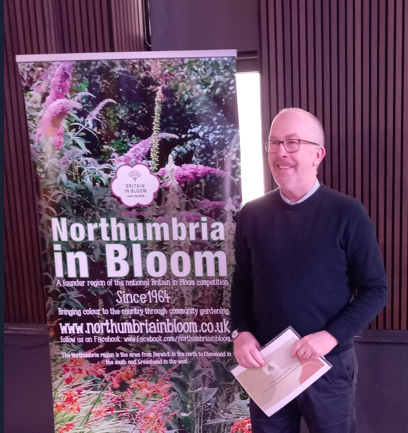 BRITAIN
IN BLOOM
Northumbria
in Bloom
A founder region of the national Britain in Bloom competition
Since 1964
Bringing colour to the country through community gardening
www.northumbriainbloom.co.uk
follow us on Facebook: www.facebook.com/northumbriainbloom
The Northumbria region is the area from Berwick in the north to Cleveland in
the south and Greenhead in the west.